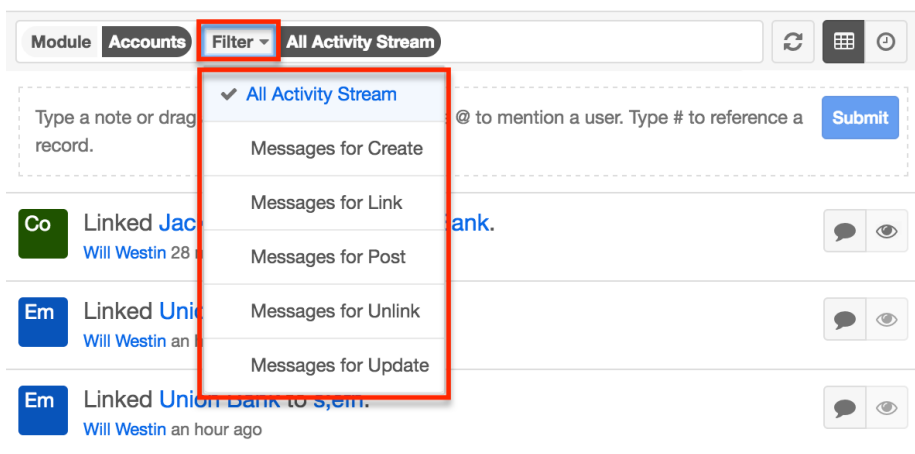 Module Accounts Filter All Activity Stream
All Activity Stream
Messages for Create
Messages for Link
Messages for Post
Messages for Unlink
Messages for Update
Type a note or drag @ to mention a user. Type # to reference a
record.
Submit
Co
Linked Jac ank.
Will Westin 28
Em
Linked Unio
Will Westin an
Em
Linked Union Bank to s;em.
Will Westin an hour ago